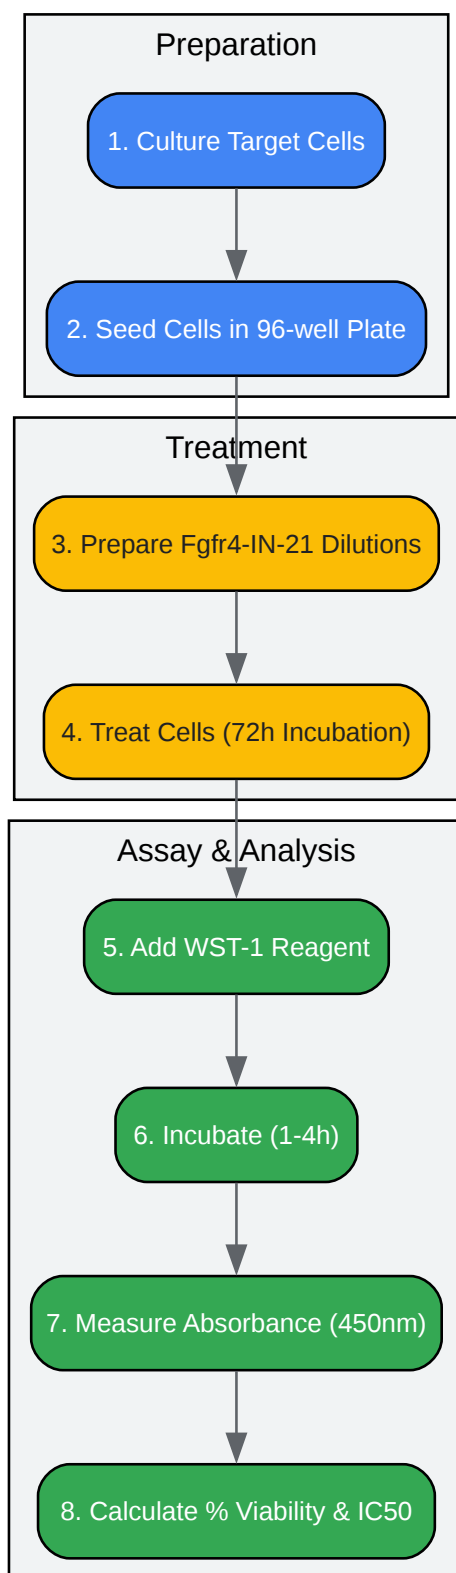 Preparation
1. Culture Target Cells
2. Seed Cells in 96-well Plate
Treatment
3. Prepare Fgfr4-IN-21 Dilutions
4. Treat Cells (72h Incubation)
Assay & Analysis
5. Add WST-1 Reagent
6. Incubate (1-4h)
7. Measure Absorbance (450nm)
8. Calculate % Viability & IC50